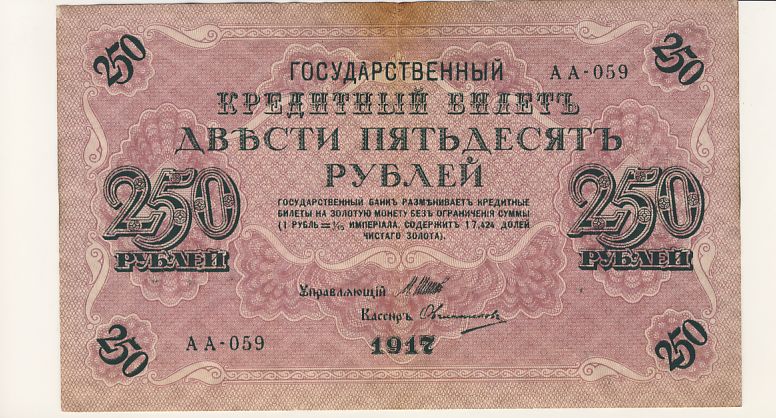 250 250
ГОСУДАРСТВЕННЫЙ АА-059
КРЕДИТНЫЙ БИЛЕТЪ
ДВѢСТИ ПЯТЬДЕСЯТЪ
РУБЛЕЙ
250 РУБЛЕЙ
250 РУБЛЕЙ
ГОСУДАРСТВЕННЫЙ БАНКЪ РАЗМѢНИВАЕТЪ КРЕДИТНЫЕ
БИЛЕТЫ НА ЗОЛОТУЮ МОНЕТУ БЕЗЪ ОГРАНИЧЕНІЯ СУММЫ
(1 РУБЛЬ = 1/15 ИМПЕРІАЛА, СОДЕРЖИТЪ 17,424 ДОЛЕЙ
ЧИСТАГО ЗОЛОТА).
Управляющій
Кассиръ
250 АА-059 1917 250